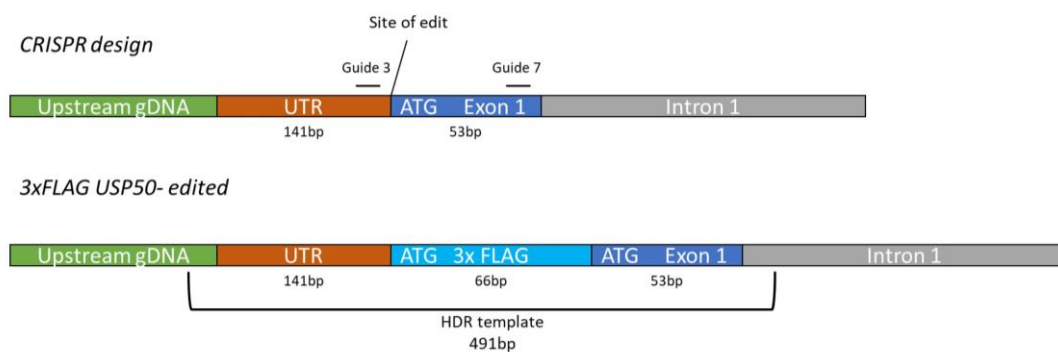 Site of edit
CRISPR design
Guide 3
Guide 7
Upstream gDNA UTR ATG Exon 1 Intron 1
141bp 53bp
3xFLAG USP50- edited
Upstream gDNA UTR ATG 3x FLAG ATG Exon 1 Intron 1
141bp 66bp 53bp
HDR template
491bp